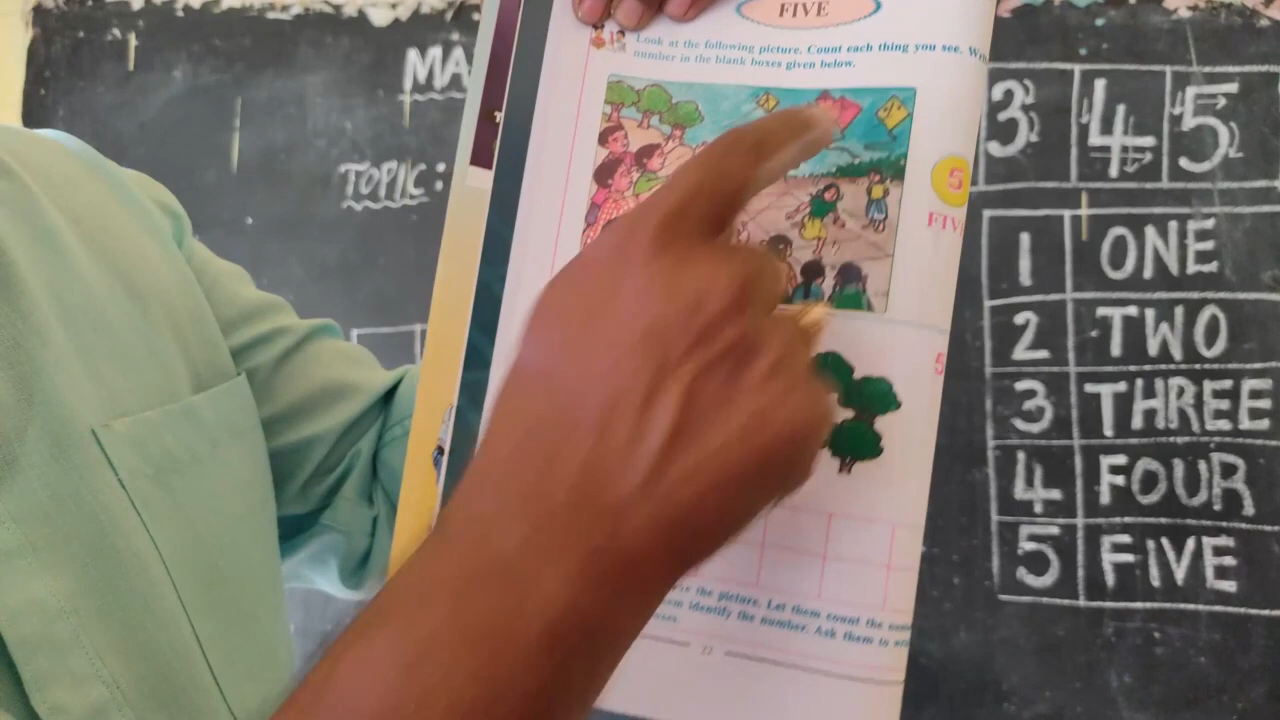 MA
TOPIC:
FIVE
Look at the following picture. Count each thing you see.
number in the blank boxes given below.
5
FIV
5
the picture. Let them count the
identify the number. Ask them to
22
3 4 5
1 ONE
2 TWO
3 THREE
4 FOUR
5 FIVE